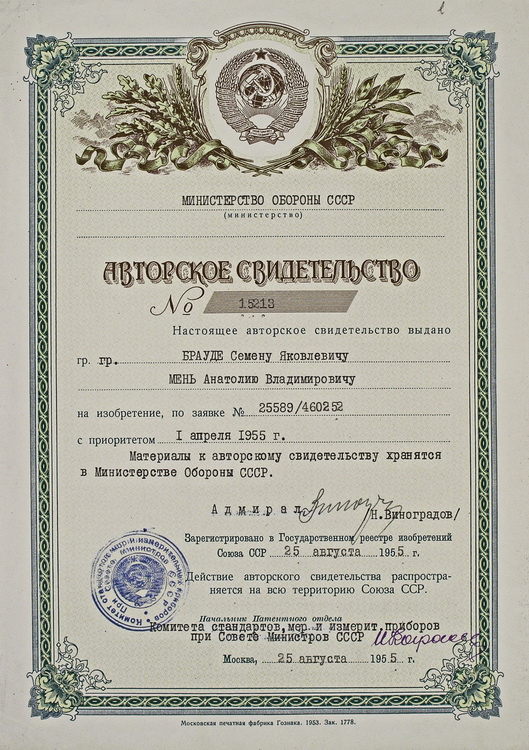 1
МИНИСТЕРСТВО ОБОРОНЫ СССР
(министерство)
АВТОРСКОЕ СВИДЕТЕЛЬСТВО
№ 15213
Настоящее авторское свидетельство выдано
гр. гр. БРАУДЕ Семену Яковлевичу
МЕНЬ Анатолию Владимировичу
на изобретение, по заявке № 25589/460252
с приоритетом I апреля 1955 г.
Материалы к авторскому свидетельству хранятся
в Министерстве Обороны СССР.
Адмирал /Н.Виноградов/
Зарегистрировано в Государственном реестре изобретений
Союза ССР 25 августа 1955 г.
Действие авторского свидетельства распростра-
няется на всю территорию Союза ССР.
Начальник Патентного отдела
Комитета стандартов, мер и измерит. приборов
при Совете Министров СССР
Москва, 25 августа 1955 г.
Московская печатная фабрика Гознака. 1953. Зак. 1778.